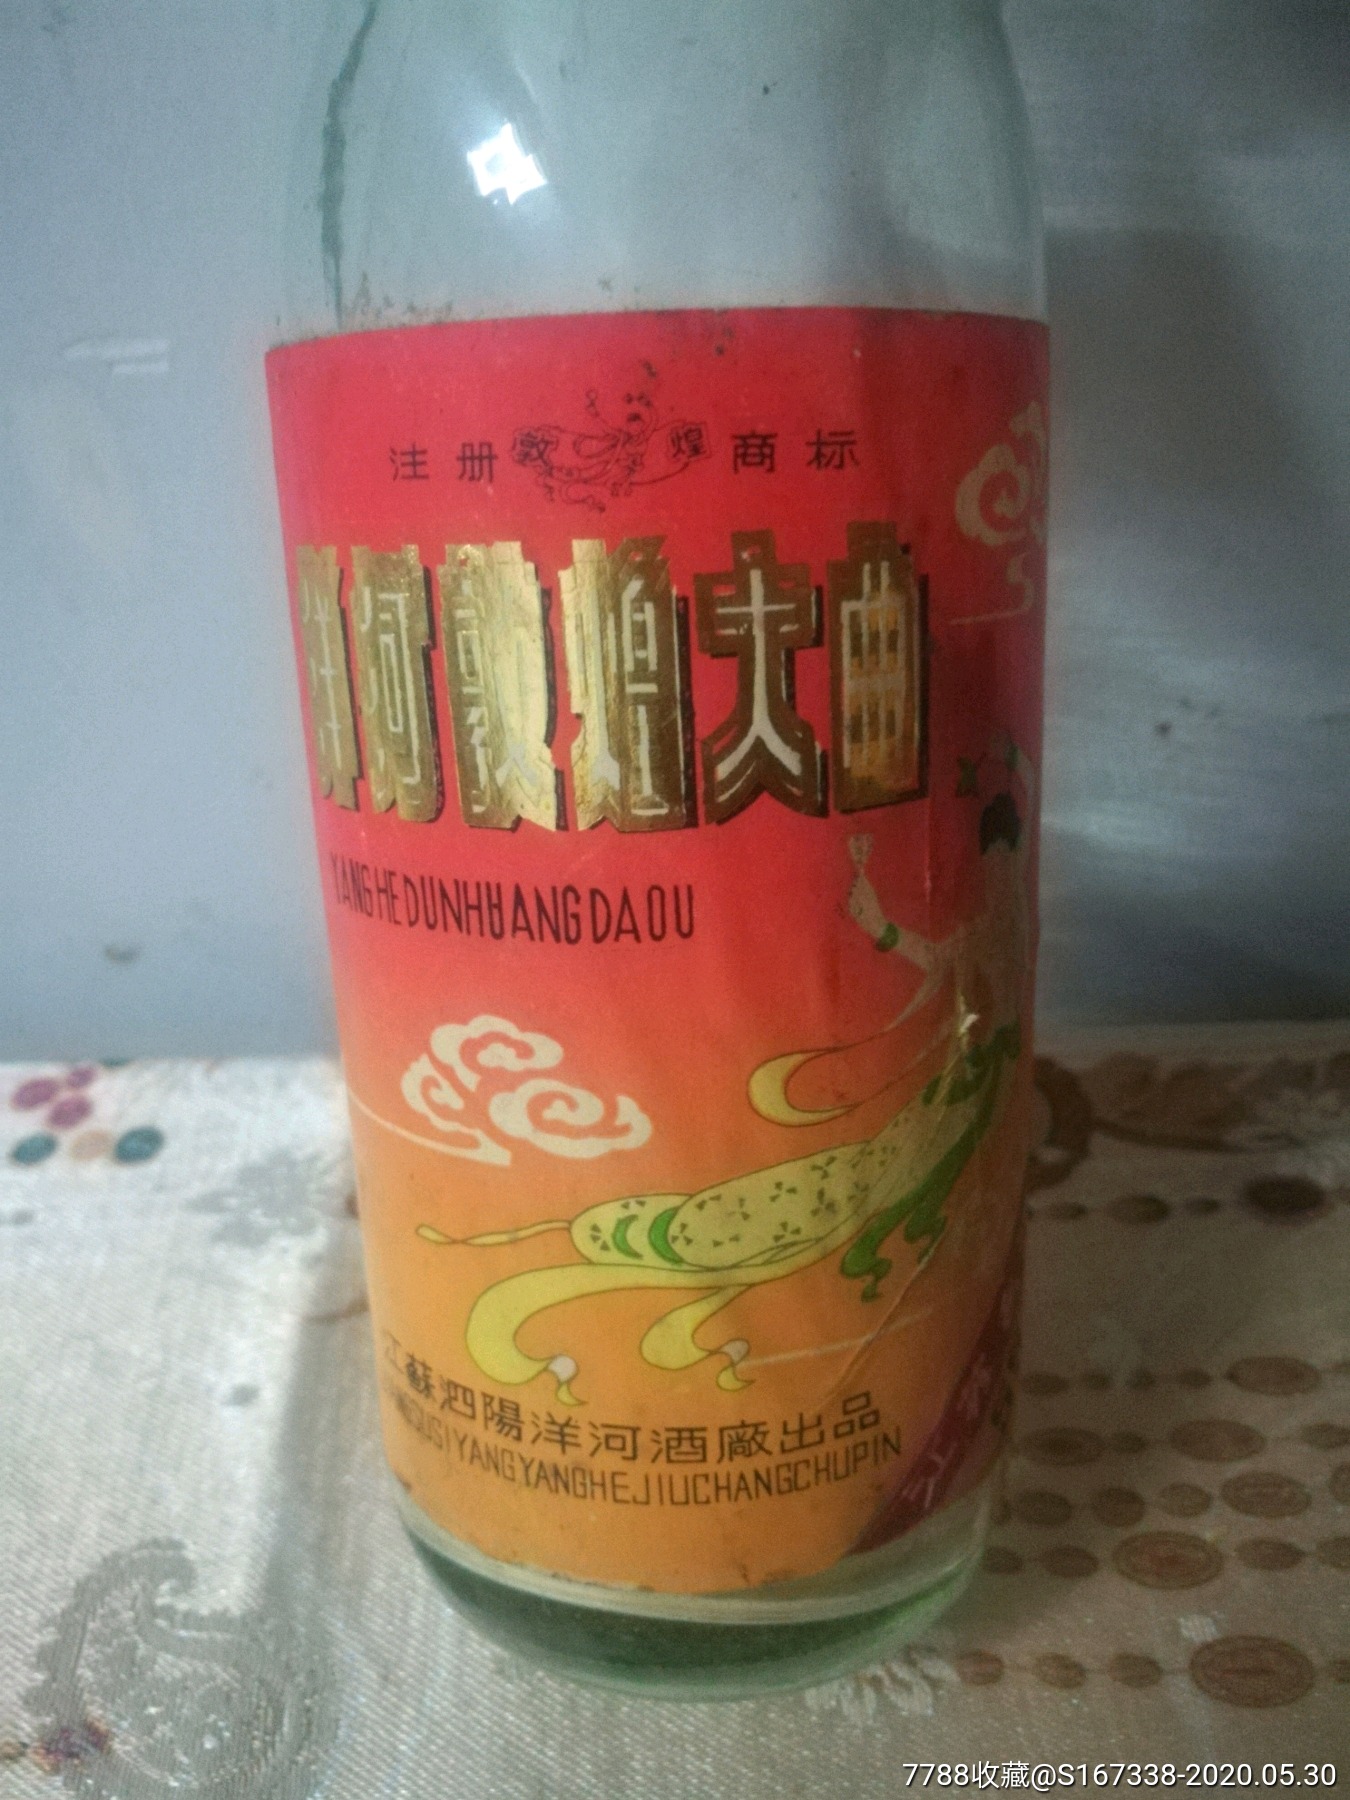 注册敦煌商标
洋河敦煌大曲
YANGHEDUNHUANGDAQU
江蘇泗陽洋河酒廠出品
JIANGSUSIYANGYANGHEJIUCHANGCHUPIN
7788收藏@S167338-2020.05.30